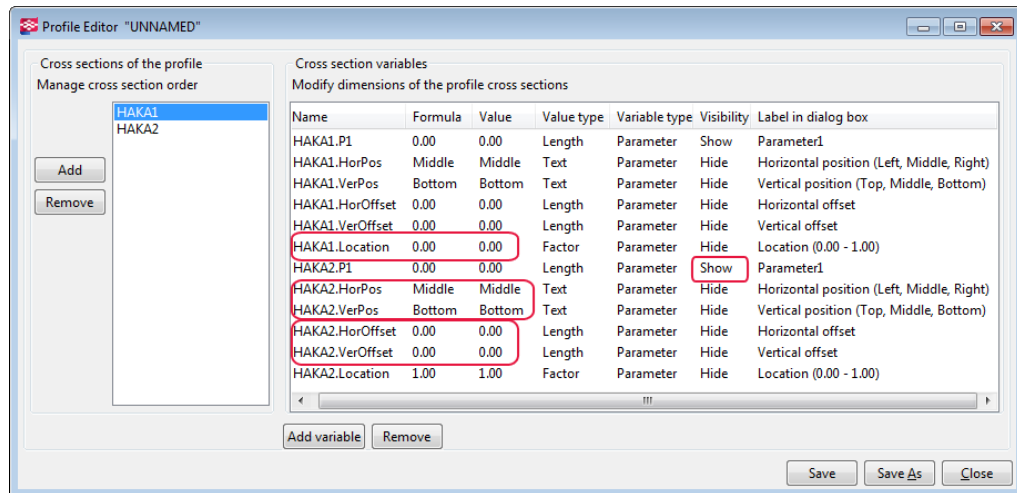 Profile Editor "UNNAMED"
Cross sections of the profile
Manage cross section order
HAKA1
HAKA2
Add
Remove
Cross section variables
Modify dimensions of the profile cross sections
Name Formula Value Value type Variable type Visibility Label in dialog box
HAKA1.P1 0.00 0.00 Length Parameter Show Parameter1
HAKA1.HorPos Middle Middle Text Parameter Hide Horizontal position (Left, Middle, Right)
HAKA1.VerPos Bottom Bottom Text Parameter Hide Vertical position (Top, Middle, Bottom)
HAKA1.HorOffset 0.00 0.00 Length Parameter Hide Horizontal offset
HAKA1.VerOffset 0.00 0.00 Length Parameter Hide Vertical offset
HAKA1.Location 0.00 0.00 Factor Parameter Hide Location (0.00 - 1.00)
HAKA2.P1 0.00 0.00 Length Parameter Show Parameter1
HAKA2.HorPos Middle Middle Text Parameter Hide Horizontal position (Left, Middle, Right)
HAKA2.VerPos Bottom Bottom Text Parameter Hide Vertical position (Top, Middle, Bottom)
HAKA2.HorOffset 0.00 0.00 Length Parameter Hide Horizontal offset
HAKA2.VerOffset 0.00 0.00 Length Parameter Hide Vertical offset
HAKA2.Location 1.00 1.00 Factor Parameter Hide Location (0.00 - 1.00)
Add variable Remove
Save Save As Close